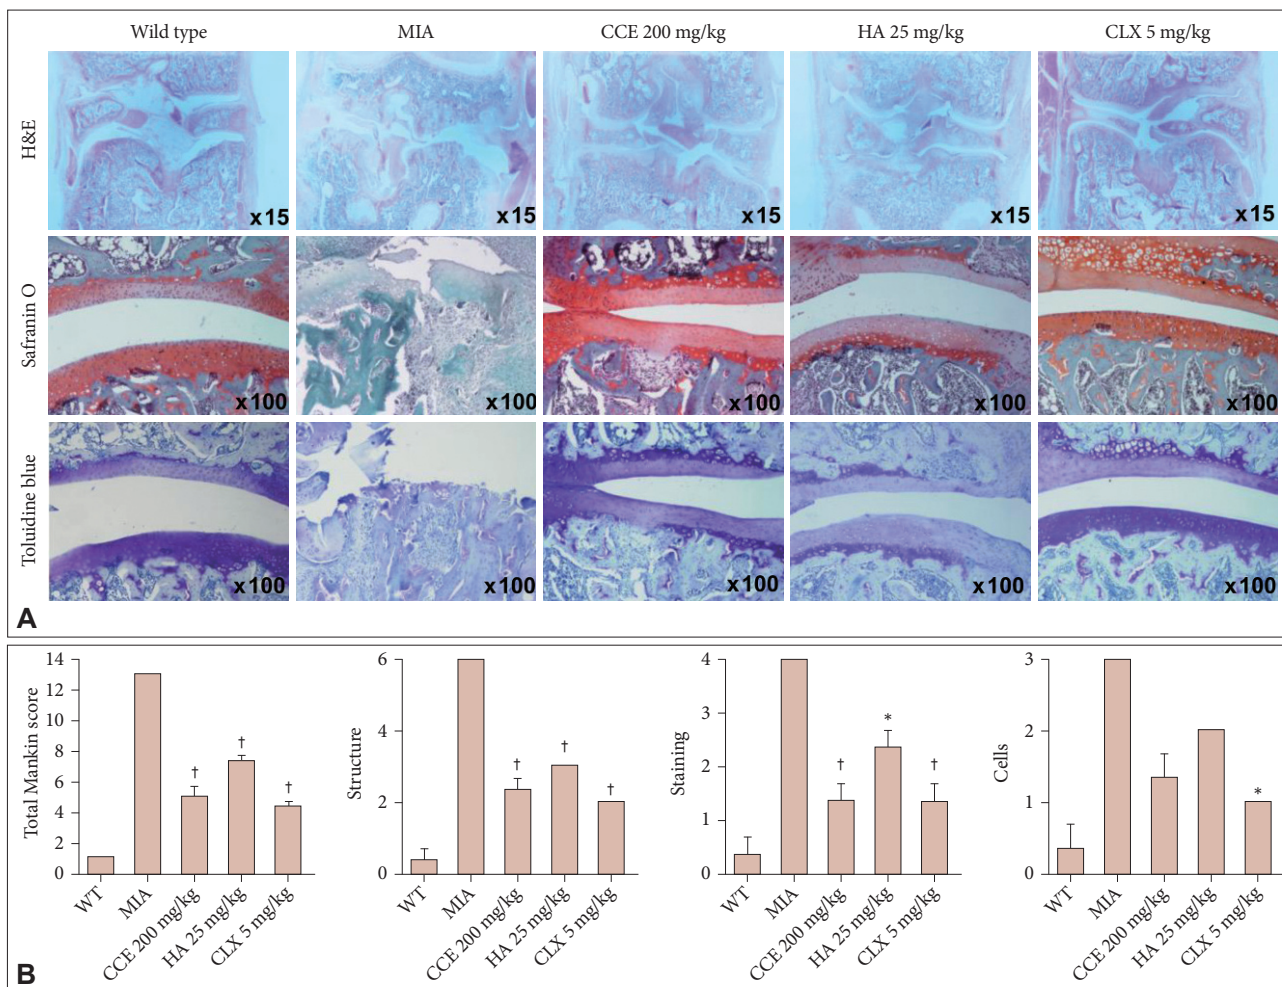 Wild type MIA CCE 200 mg/kg HA 25 mg/kg CLX 5 mg/kg
H&E
x15 x15 x15 x15 x15
Safranin O
x100 x100 x100 x100 x100
Toluidine blue
x100 x100 x100 x100 x100
A
Total Mankin score
14
12
10
8
6
4
2
0
† † †
WT MIA CCE 200 mg/kg HA 25 mg/kg CLX 5 mg/kg
Structure
6
4
2
0
† † †
WT MIA CCE 200 mg/kg HA 25 mg/kg CLX 5 mg/kg
Staining
4
3
2
1
0
† * †
WT MIA CCE 200 mg/kg HA 25 mg/kg CLX 5 mg/kg
Cells
3
2
1
0
*
WT MIA CCE 200 mg/kg HA 25 mg/kg CLX 5 mg/kg
B